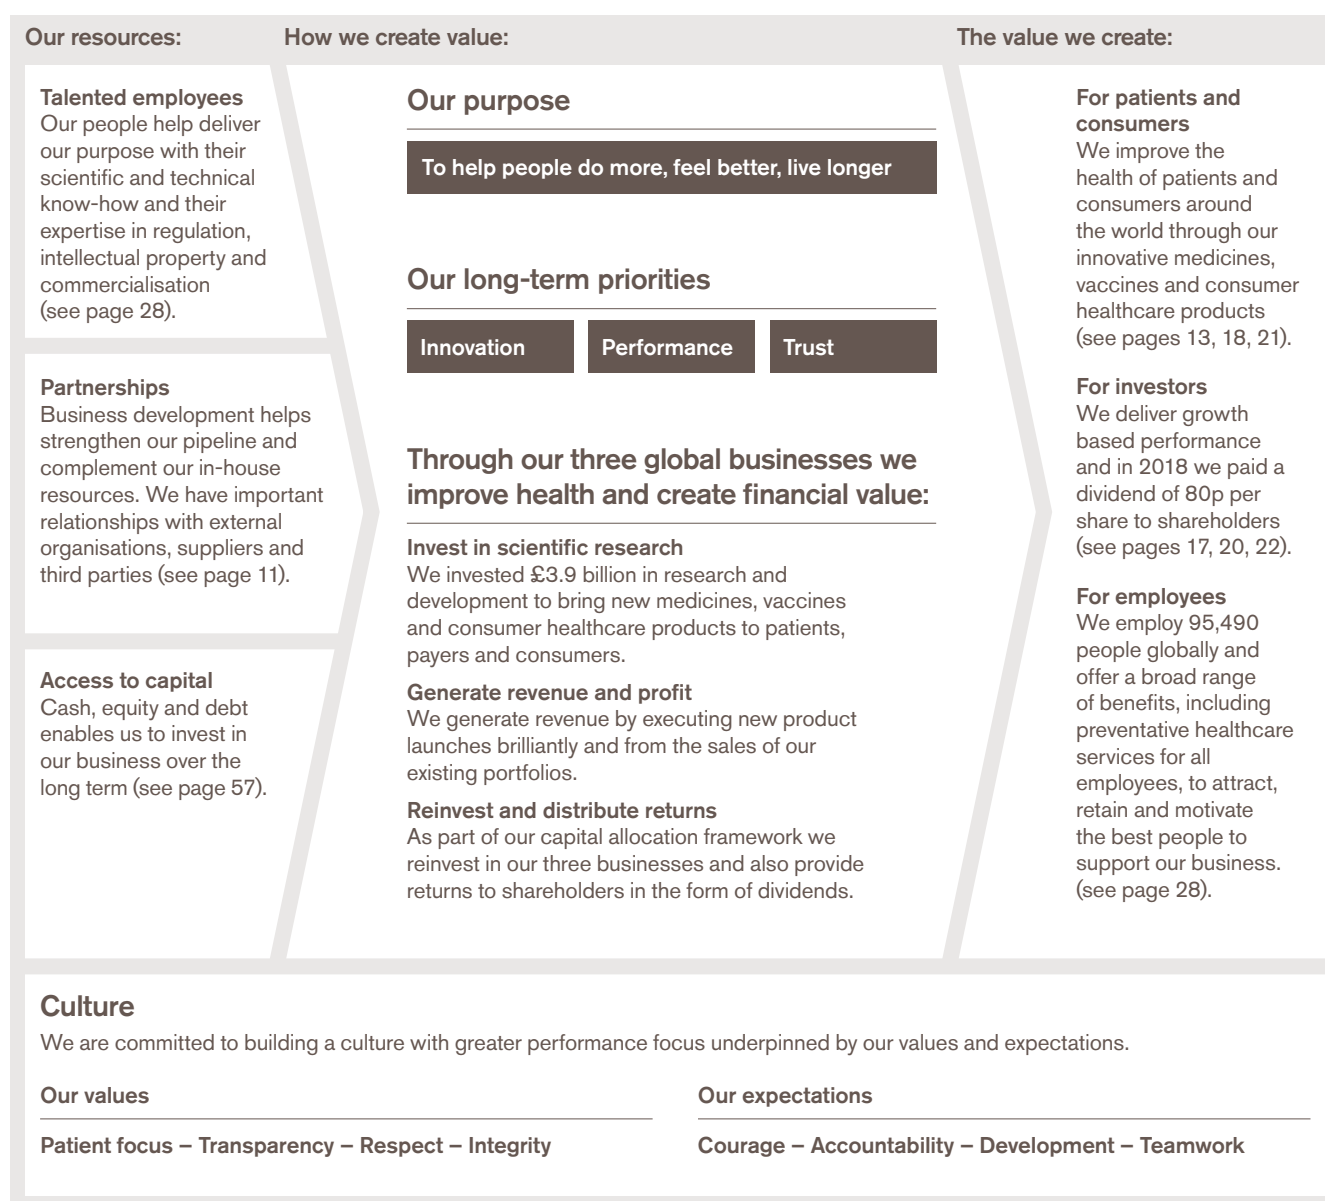 Our resources:
How we create value:
The value we create:
Talented employees
Our people help deliver
our purpose with their
scientific and technical
know-how and their
expertise in regulation,
intellectual property and
commercialisation
(see page 28).
Partnerships
Business development helps
strengthen our pipeline and
complement our in-house
resources. We have important
relationships with external
organisations, suppliers and
third parties (see page 11).
Access to capital
Cash, equity and debt
enables us to invest in
our business over the
long term (see page 57).
Our purpose
To help people do more, feel better, live longer
Our long-term priorities
Innovation
Performance
Trust
Through our three global businesses we
improve health and create financial value:
Invest in scientific research
We invested £3.9 billion in research and
development to bring new medicines, vaccines
and consumer healthcare products to patients,
payers and consumers.
Generate revenue and profit
We generate revenue by executing new product
launches brilliantly and from the sales of our
existing portfolios.
Reinvest and distribute returns
As part of our capital allocation framework we
reinvest in our three businesses and also provide
returns to shareholders in the form of dividends.
For patients and
consumers
We improve the
health of patients and
consumers around
the world through our
innovative medicines,
vaccines and consumer
healthcare products
(see pages 13, 18, 21).
For investors
We deliver growth
based performance
and in 2018 we paid a
dividend of 80p per
share to shareholders
(see pages 17, 20, 22).
For employees
We employ 95,490
people globally and
offer a broad range
of benefits, including
preventative healthcare
services for all
employees, to attract,
retain and motivate
the best people to
support our business.
(see page 28).
Culture
We are committed to building a culture with greater performance focus underpinned by our values and expectations.
Our values
Patient focus – Transparency – Respect – Integrity
Our expectations
Courage – Accountability – Development – Teamwork